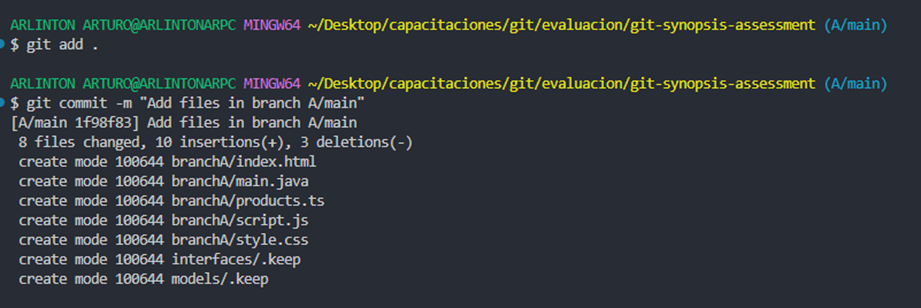 ARLINTON ARTURO@ARLINTONARPC MINGW64 ~/Desktop/capacitaciones/git/evaluacion/git-synopsis-assessment (A/main)
$ git add .
ARLINTON ARTURO@ARLINTONARPC MINGW64 ~/Desktop/capacitaciones/git/evaluacion/git-synopsis-assessment (A/main)
$ git commit -m "Add files in branch A/main"
[A/main 1f98f83] Add files in branch A/main
 8 files changed, 10 insertions(+), 3 deletions(-)
 create mode 100644 branchA/index.html
 create mode 100644 branchA/main.java
 create mode 100644 branchA/products.ts
 create mode 100644 branchA/script.js
 create mode 100644 branchA/style.css
 create mode 100644 interfaces/.keep
 create mode 100644 models/.keep